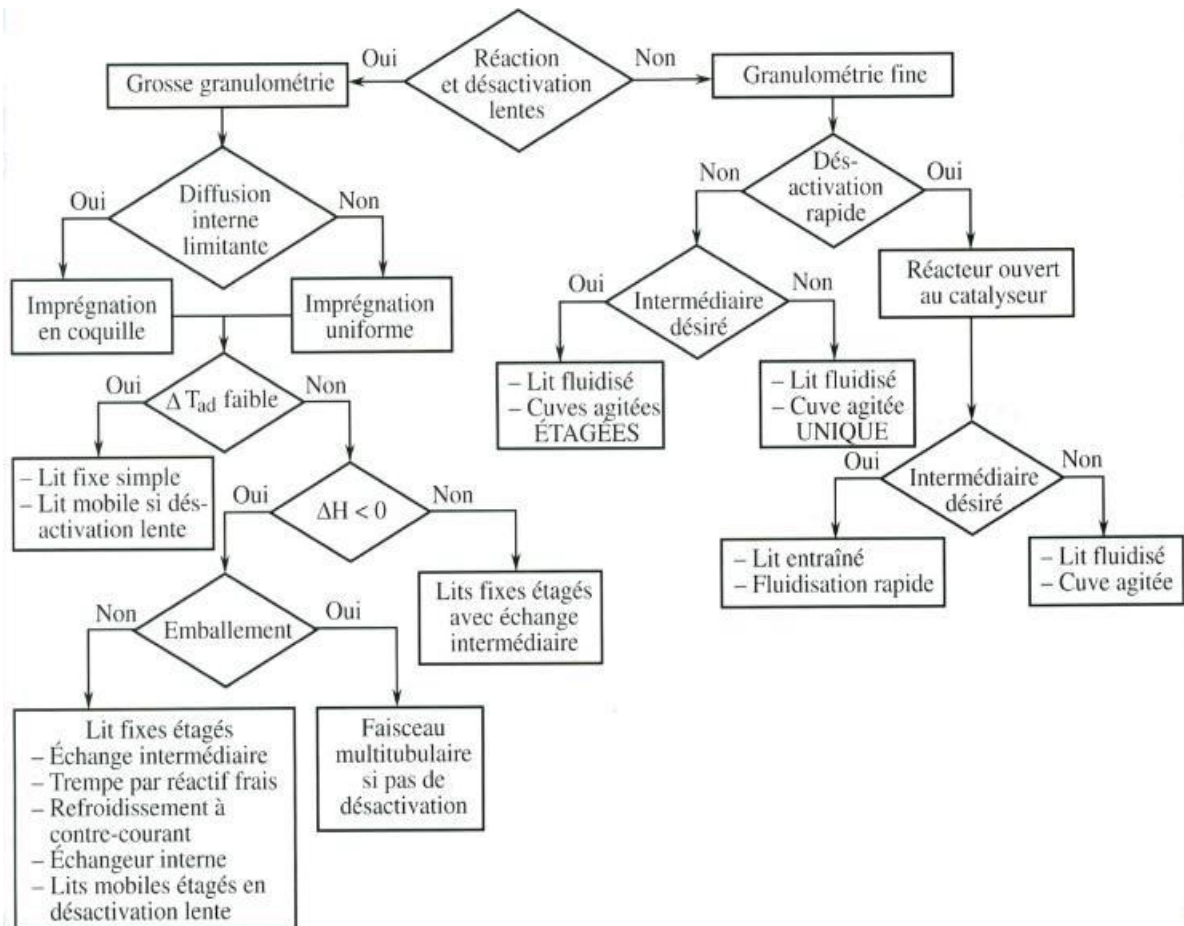 Oui
Réaction
et désactivation
lentes
Non
Grosse granulométrie
Granulométrie fine
Oui
Diffusion
interne
limitante
Non
Non
Dés-
activation
rapide
Oui
Imprégnation
en coquille
Imprégnation
uniforme
Oui
Intermédiaire
désiré
Non
Réacteur ouvert
au catalyseur
Oui
Δ Tad faible
Non
– Lit fluidisé
– Cuves agitées
ÉTAGÉES
– Lit fluidisé
– Cuve agitée
UNIQUE
– Lit fixe simple
– Lit mobile si dés-
activation lente
Oui
ΔH < 0
Non
Oui
Intermédiaire
désiré
Non
– Lit entraîné
– Fluidisation rapide
– Lit fluidisé
– Cuve agitée
Non
Emballement
Oui
Lits fixes étagés
avec échange
intermédiaire
Lit fixes étagés
– Échange intermédiaire
– Trempe par réactif frais
– Refroidissement à
contre-courant
– Échangeur interne
– Lits mobiles étagés en
désactivation lente
Faisceau
multitubulaire
si pas de
désactivation